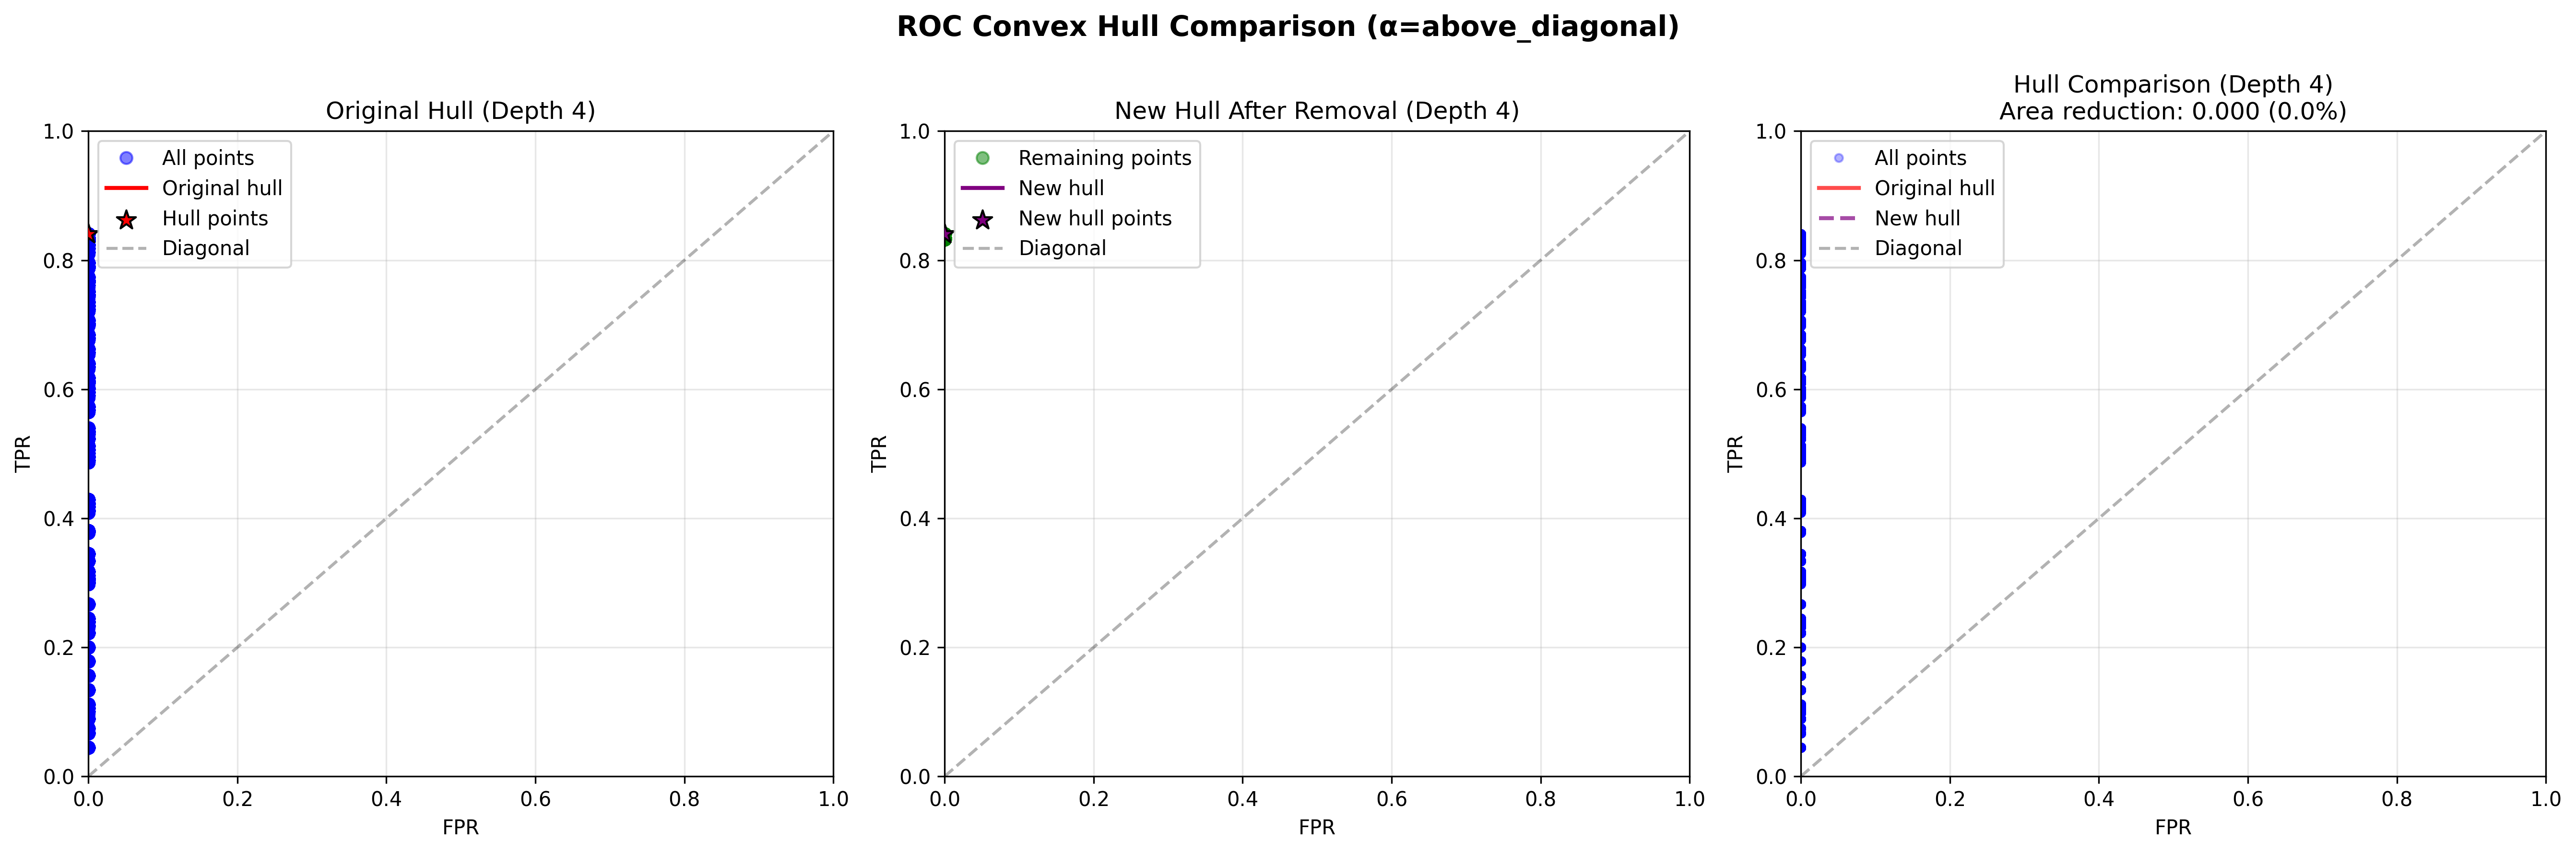 ROC Convex Hull Comparison (α=above_diagonal)
Original Hull (Depth 4)
1.0
0.8
0.6
0.4
0.2
0.0
TPR
All points
Original hull
Hull points
Diagonal
0.0 0.2 0.4 0.6 0.8 1.0
FPR
New Hull After Removal (Depth 4)
1.0
0.8
0.6
0.4
0.2
0.0
TPR
Remaining points
New hull
New hull points
Diagonal
0.0 0.2 0.4 0.6 0.8 1.0
FPR
Hull Comparison (Depth 4)
Area reduction: 0.000 (0.0%)
1.0
0.8
0.6
0.4
0.2
0.0
TPR
All points
Original hull
New hull
Diagonal
0.0 0.2 0.4 0.6 0.8 1.0
FPR